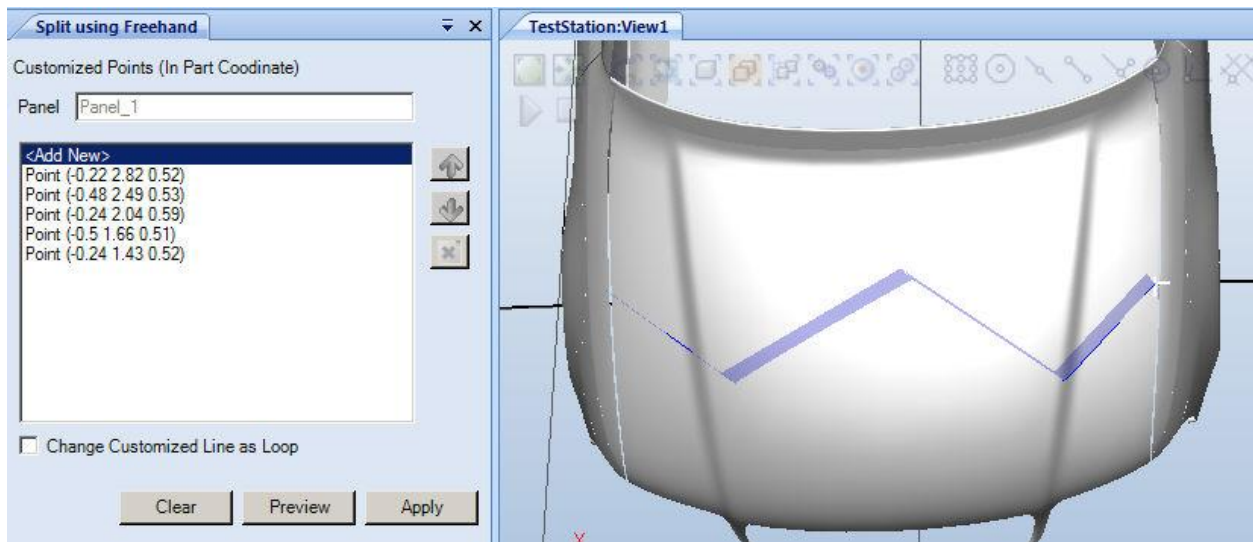 Split using Freehand
Customized Points (In Part Coodinate)
Panel Panel_1
<Add New>
Point (-0.22 2.82 0.52)
Point (-0.48 2.49 0.53)
Point (-0.24 2.04 0.59)
Point (-0.5 1.66 0.51)
Point (-0.24 1.43 0.52)
Change Customized Line as Loop
Clear Preview Apply
TestStation:View1